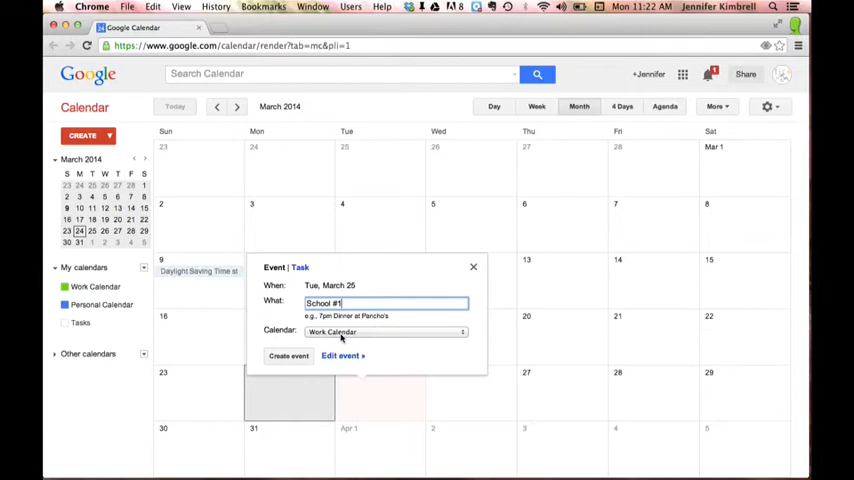 Chrome File Edit View History Bookmarks Window Users Help 8 Mon 11:22 AM Jennifer Kimbrell
Google Calendar
Google Calendar
https://www.google.com/calendar/render?tab=mc&pli=1
Google Search Calendar +Jennifer 1 Share
Calendar Today March 2014 Day Week Month 4 Days Agenda More
CREATE
Sun Mon Tue Wed Thu Fri Sat
March 2014
S M T W T F S
23 24 25 26 27 28 1
2 3 4 5 6 7 8
9 10 11 12 13 14 15
16 17 18 19 20 21 22
23 24 25 26 27 28 29
30 31 1 2 3 4 5
My calendars
Work Calendar
Personal Calendar
Tasks
Other calendars
23 24 25 26 27 28 Mar 1
2 3 4 5 6 7 8
9 13 14 15
Daylight Saving Time st
16 20 21 22
23 27 28 29
30 31 Apr 1 2 3 4 5
Event | Task
When: Tue, March 25
What: School #1
e.g., 7pm Dinner at Pancho's
Calendar: Work Calendar
Create event Edit event »